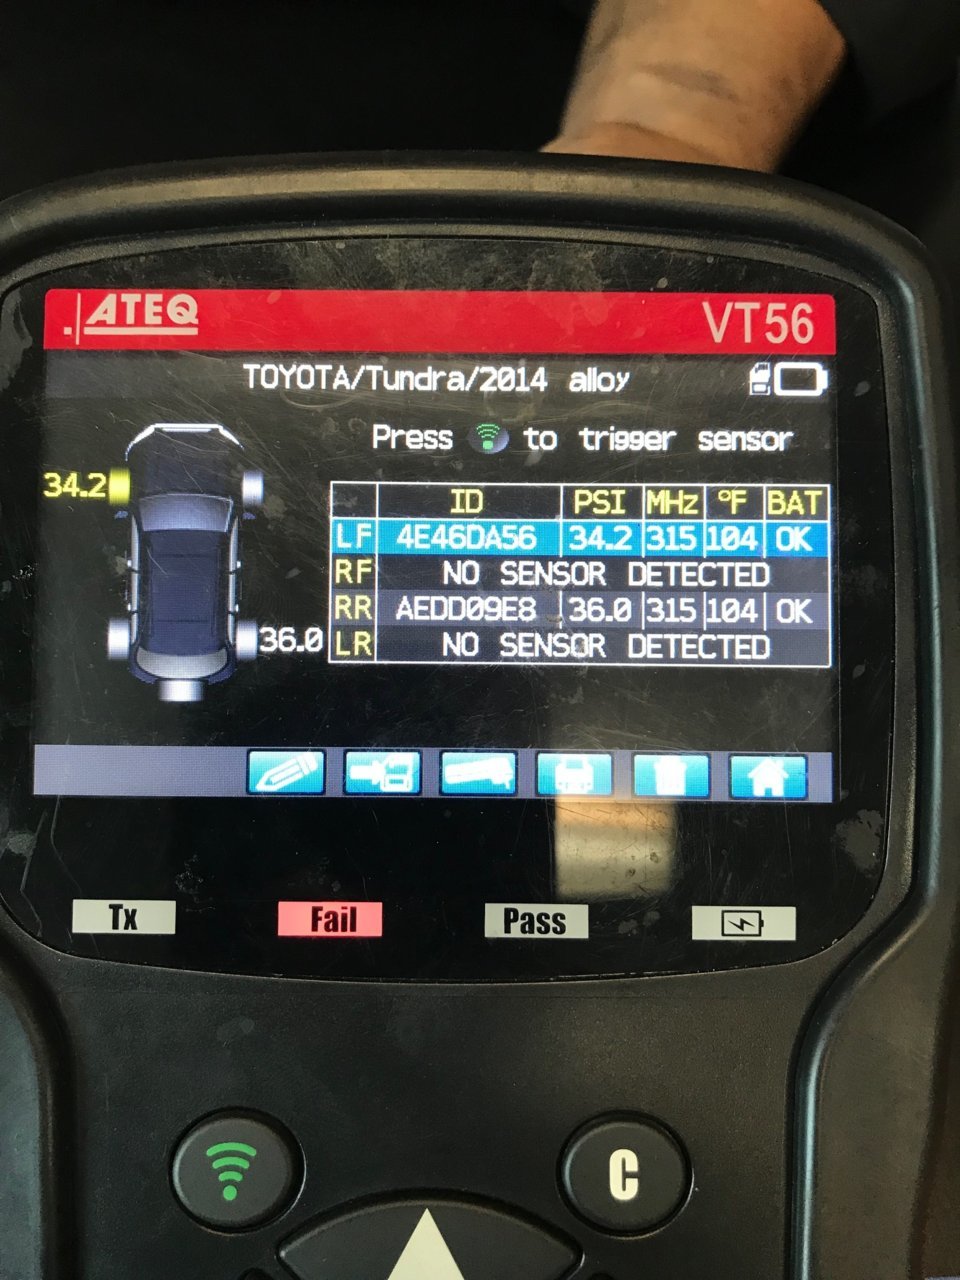 ATEQ VT56
TOYOTA/Tundra/2014 alloy
Press to trigger sensor
34.2
36.0
ID PSI MHz °F BAT
LF 4E46DA56 34.2 315 104 OK
RF NO SENSOR DETECTED
RR AEDD09E8 36.0 315 104 OK
LR NO SENSOR DETECTED
Tx Fail Pass
C